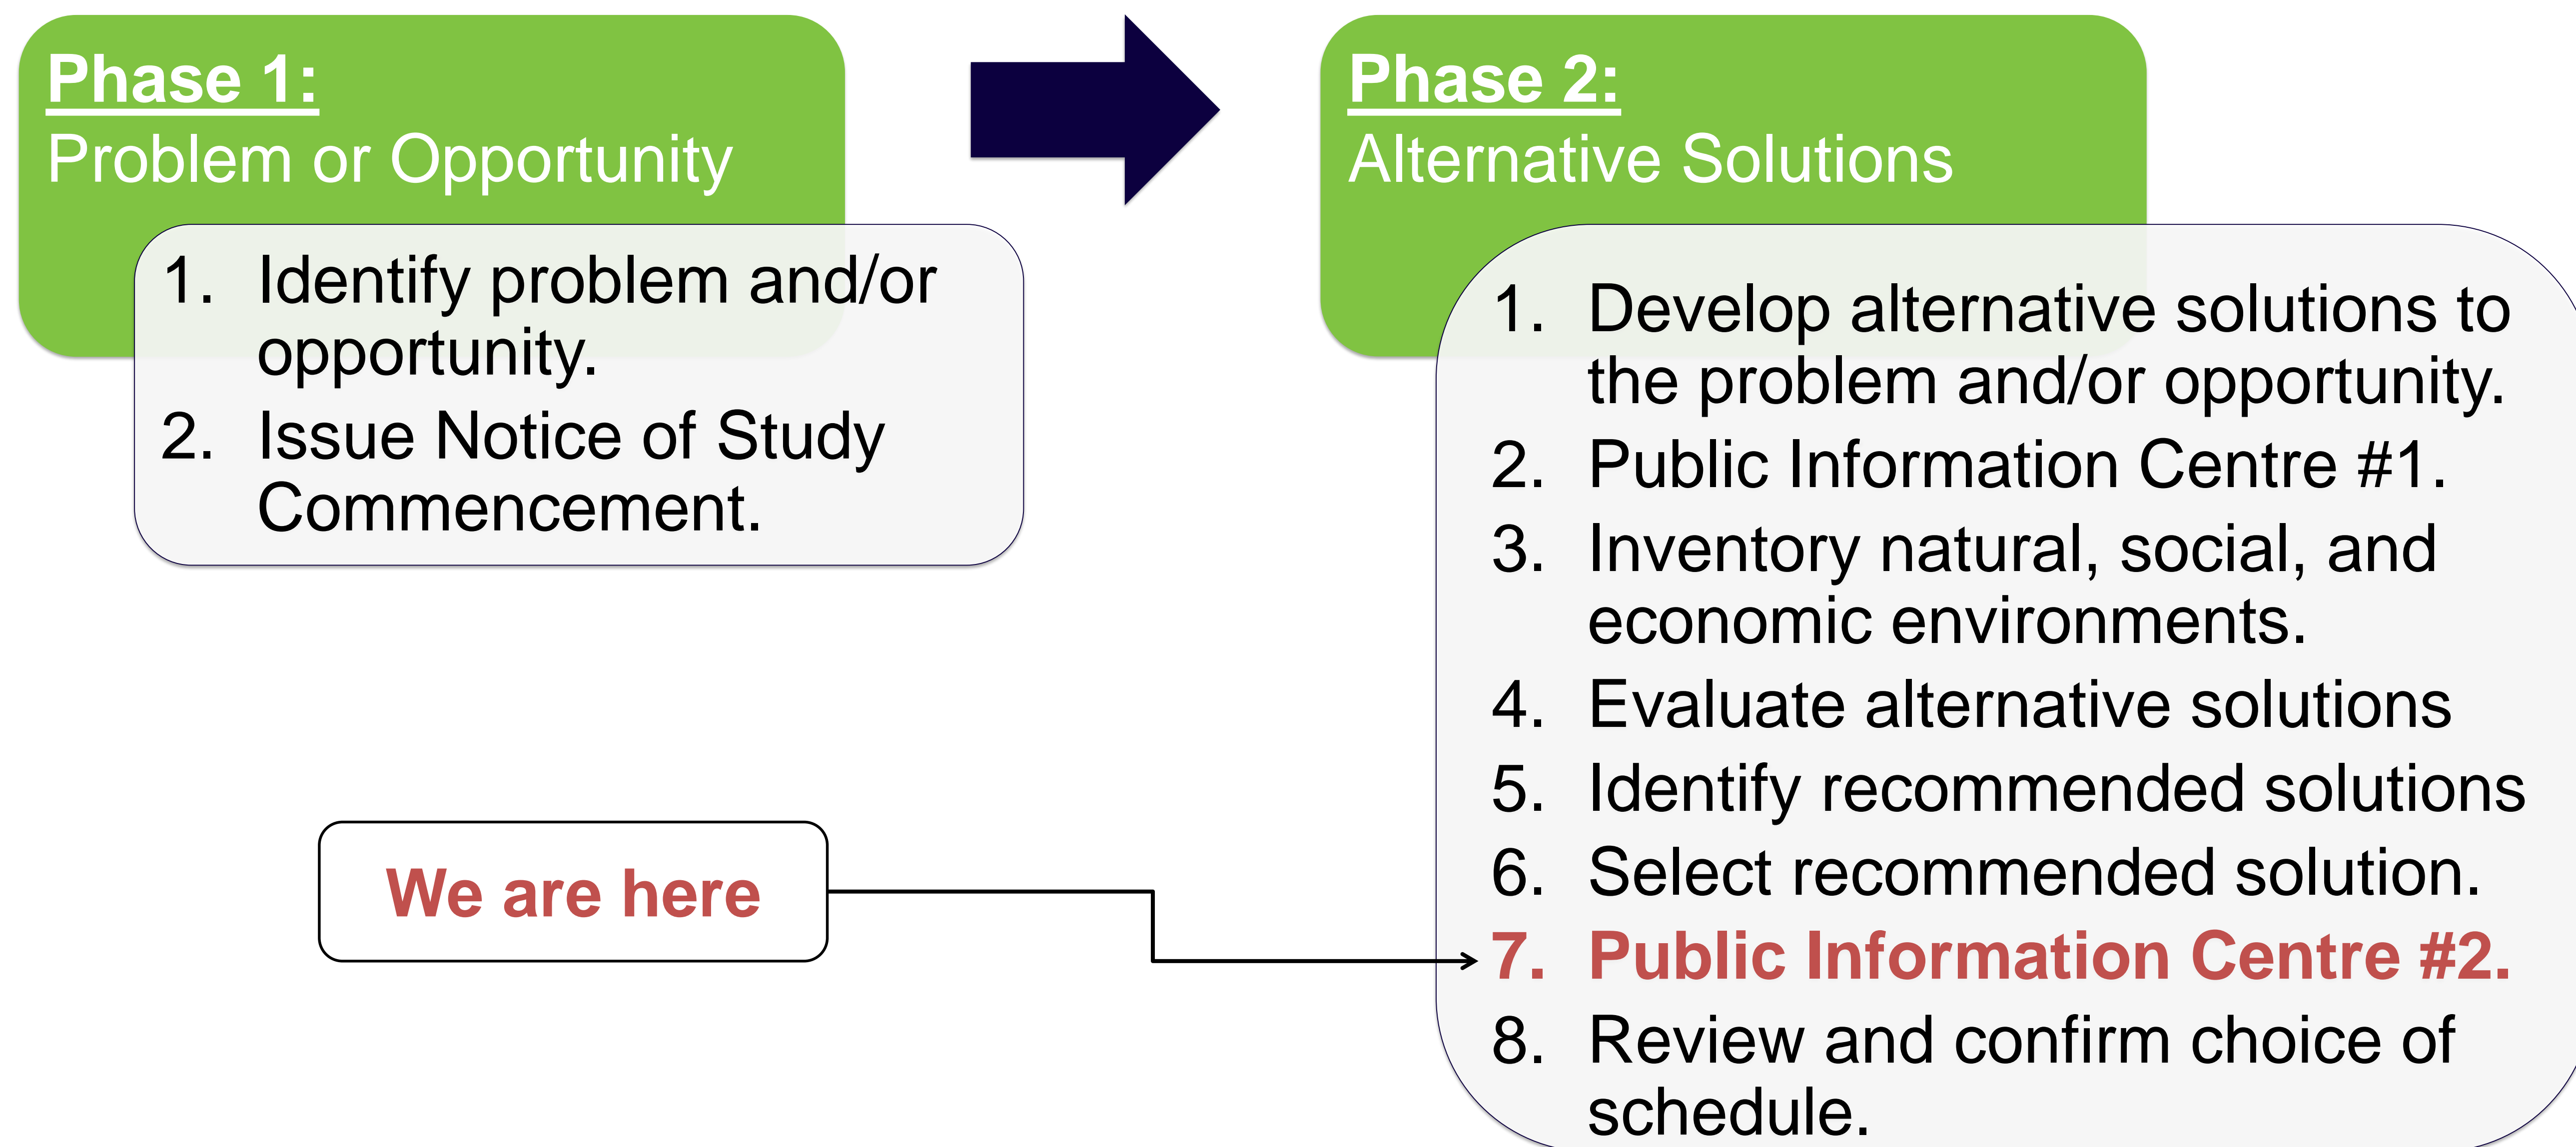 Phase 1:
Problem or Opportunity
1. Identify problem and/or
opportunity.
2. Issue Notice of Study
Commencement.
Phase 2:
Alternative Solutions
1. Develop alternative solutions to
the problem and/or opportunity.
2. Public Information Centre #1.
3. Inventory natural, social, and
economic environments.
4. Evaluate alternative solutions
5. Identify recommended solutions
6. Select recommended solution.
7. Public Information Centre #2.
8. Review and confirm choice of
schedule.
We are here